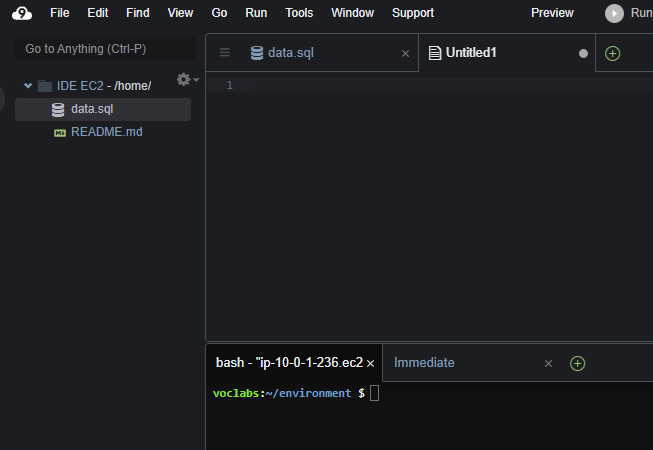 9 File Edit Find View Go Run Tools Window Support Preview Run
Go to Anything (Ctrl-P)
IDE EC2 - /home/
data.sql
README.md
data.sql Untitled1
1
bash - "ip-10-0-1-236.ec2 Immediate
voclabs:~/environment $